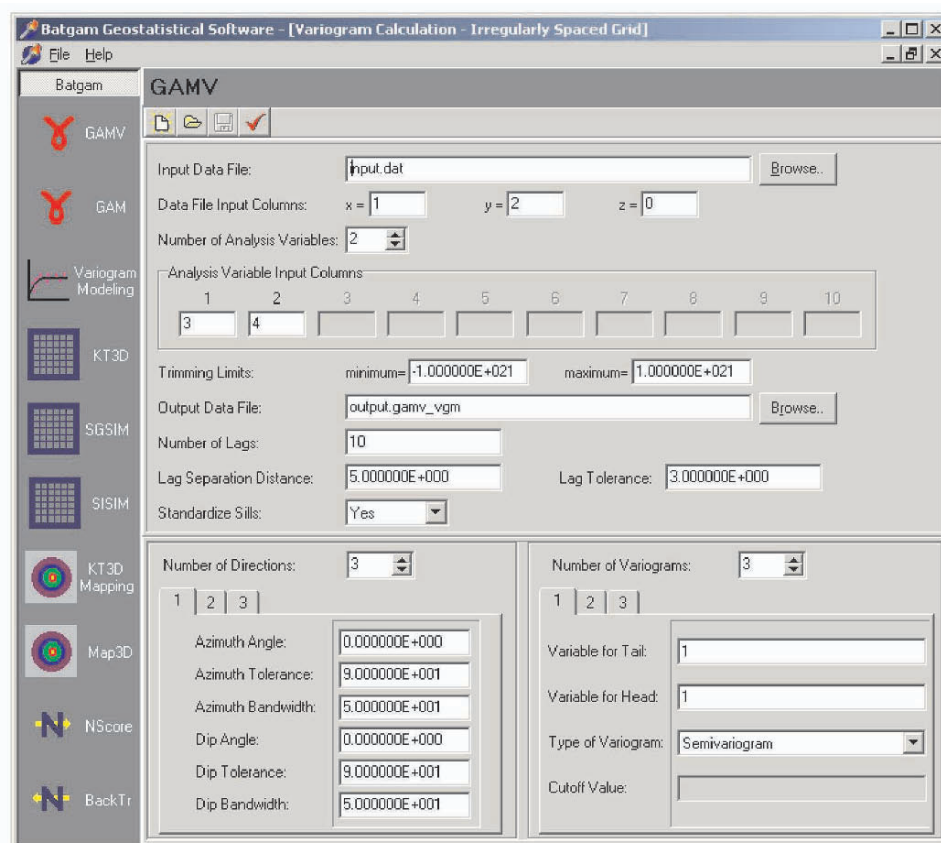 Batgam Geostatistical Software - [Variogram Calculation - Irregularly Spaced Grid]
File Help
Batgam
GAMV
GAM
Variogram
Modeling
KT3D
SGSIM
SISIM
KT3D
Mapping
Map3D
NScore
BackTr
GAMV
Input Data File: input.dat Browse..
Data File Input Columns: x = 1 y = 2 z = 0
Number of Analysis Variables: 2
Analysis Variable Input Columns
1 2 3 4 5 6 7 8 9 10
3 4
Trimming Limits: minimum= -1.000000E+021 maximum= 1.000000E+021
Output Data File: output.gamv_vgm Browse..
Number of Lags: 10
Lag Separation Distance: 5.000000E+000 Lag Tolerance: 3.000000E+000
Standardize Sills: Yes
Number of Directions: 3
1 2 3
Azimuth Angle: 0.000000E+000
Azimuth Tolerance: 9.000000E+001
Azimuth Bandwidth: 5.000000E+001
Dip Angle: 0.000000E+000
Dip Tolerance: 9.000000E+001
Dip Bandwidth: 5.000000E+001
Number of Variograms: 3
1 2 3
Variable for Tail: 1
Variable for Head: 1
Type of Variogram: Semivariogram
Cutoff Value: